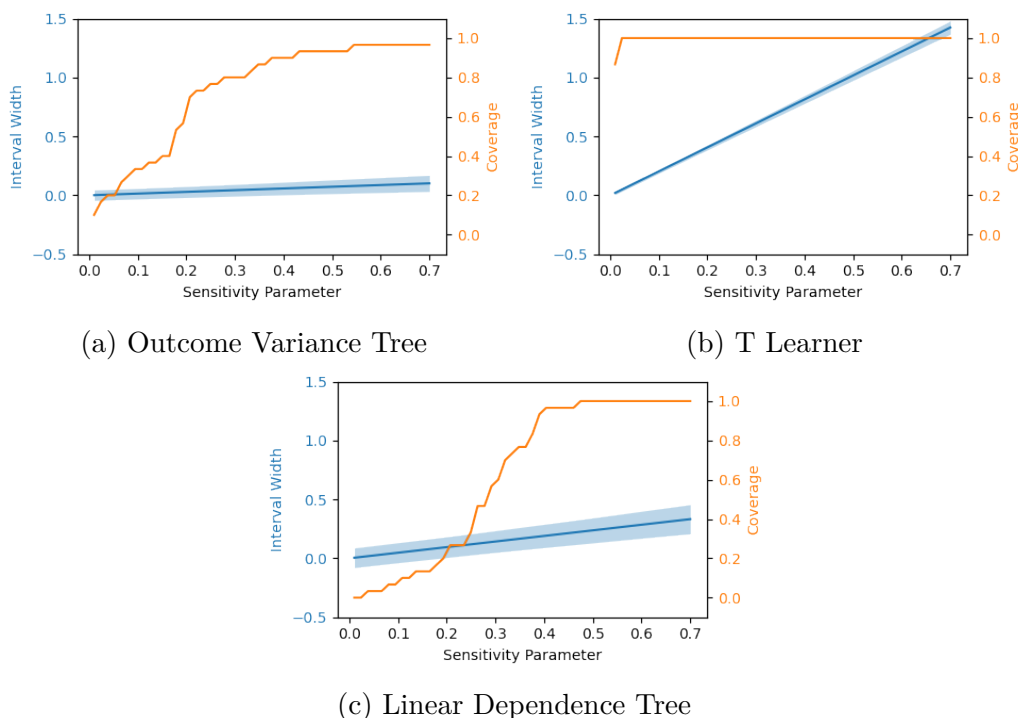 1.5
1.0
0.5
0.0
−0.5
Interval Width
0.0 0.1 0.2 0.3 0.4 0.5 0.6 0.7
Sensitivity Parameter
1.0
0.8
0.6
0.4
0.2
0.0
Coverage
(a) Outcome Variance Tree
1.5
1.0
0.5
0.0
−0.5
Interval Width
0.0 0.1 0.2 0.3 0.4 0.5 0.6 0.7
Sensitivity Parameter
1.0
0.8
0.6
0.4
0.2
0.0
Coverage
(b) T Learner
1.5
1.0
0.5
0.0
−0.5
Interval Width
0.0 0.1 0.2 0.3 0.4 0.5 0.6 0.7
Sensitivity Parameter
1.0
0.8
0.6
0.4
0.2
0.0
Coverage
(c) Linear Dependence Tree